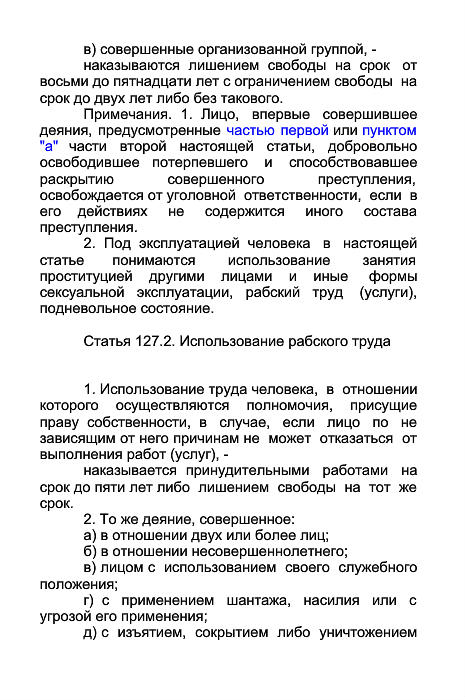 в) совершенные организованной группой, -
наказываются лишением свободы на срок от
восьми до пятнадцати лет с ограничением свободы на
срок до двух лет либо без такового.
Примечания. 1. Лицо, впервые совершившее
деяния, предусмотренные частью первой или пунктом
"а" части второй настоящей статьи, добровольно
освободившее потерпевшего и способствовавшее
раскрытию совершенного преступления,
освобождается от уголовной ответственности, если в
его действиях не содержится иного состава
преступления.
2. Под эксплуатацией человека в настоящей
статье понимаются использование занятия
проституцией другими лицами и иные формы
сексуальной эксплуатации, рабский труд (услуги),
подневольное состояние.
Статья 127.2. Использование рабского труда
1. Использование труда человека, в отношении
которого осуществляются полномочия, присущие
праву собственности, в случае, если лицо по не
зависящим от него причинам не может отказаться от
выполнения работ (услуг), -
наказывается принудительными работами на
срок до пяти лет либо лишением свободы на тот же
срок.
2. То же деяние, совершенное:
а) в отношении двух или более лиц;
б) в отношении несовершеннолетнего;
в) лицом с использованием своего служебного
положения;
г) с применением шантажа, насилия или с
угрозой его применения;
д) с изъятием, сокрытием либо уничтожением